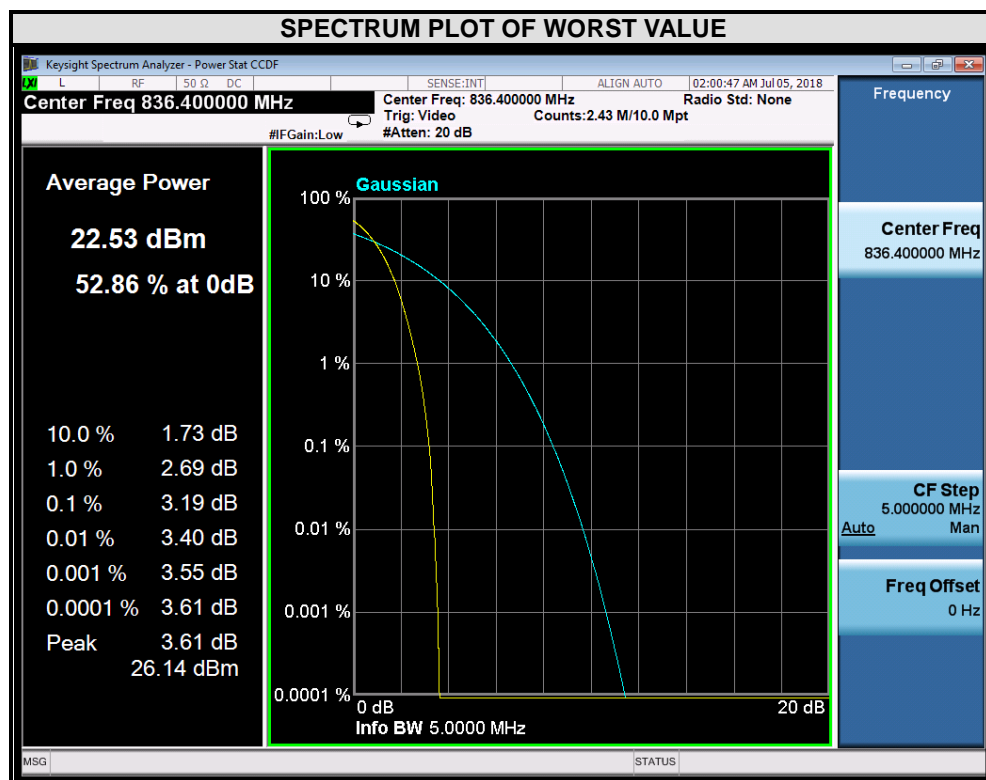 SPECTRUM PLOT OF WORST VALUE
Keysight Spectrum Analyzer - Power Stat CCDF
LXI L RF 50 Ω DC SENSE:INT ALIGN AUTO 02:00:47 AM Jul 05, 2018
Center Freq 836.400000 MHz
#IFGain:Low
Center Freq: 836.400000 MHz Radio Std: None
Trig: Video Counts:2.43 M/10.0 Mpt
#Atten: 20 dB
Average Power
22.53 dBm
52.86 % at 0dB
10.0 % 1.73 dB
1.0 % 2.69 dB
0.1 % 3.19 dB
0.01 % 3.40 dB
0.001 % 3.55 dB
0.0001 % 3.61 dB
Peak 3.61 dB
26.14 dBm
Gaussian
100 %
10 %
1 %
0.1 %
0.01 %
0.001 %
0.0001 %
0 dB 20 dB
Info BW 5.0000 MHz
Frequency
Center Freq
836.400000 MHz
CF Step
5.000000 MHz
Auto Man
Freq Offset
0 Hz
MSG STATUS